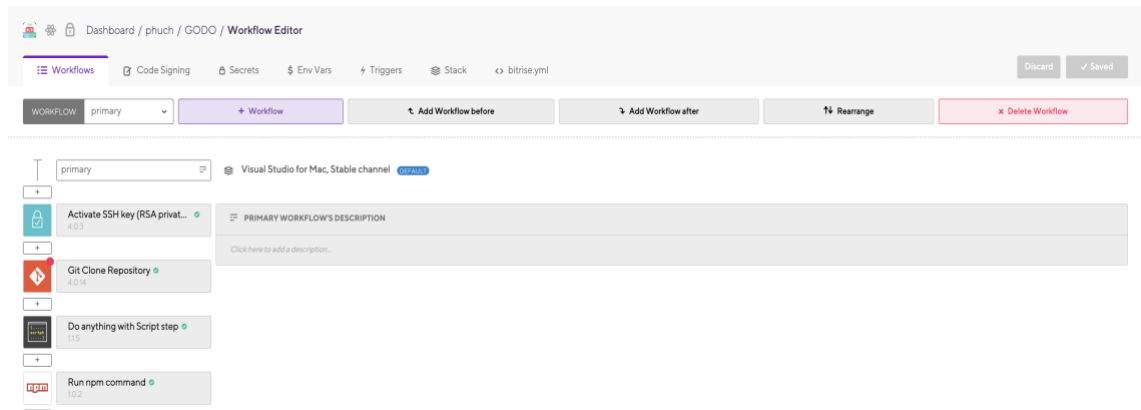 Dashboard / phuch / GODO / Workflow Editor
Workflows
Code Signing
Secrets
$ Env Vars
Triggers
Stack
<> bitrise.yml
Discard
✓ Saved
WORKFLOW
primary
+ Workflow
Add Workflow before
Add Workflow after
Rearrange
× Delete Workflow
primary
Visual Studio for Mac, Stable channel
DEFAULT
+
Activate SSH key (RSA privat...
4.0.3
PRIMARY WORKFLOW'S DESCRIPTION
Click here to add a description...
+
Git Clone Repository
4.0.14
+
Do anything with Script step
1.1.5
+
Run npm command
1.0.2